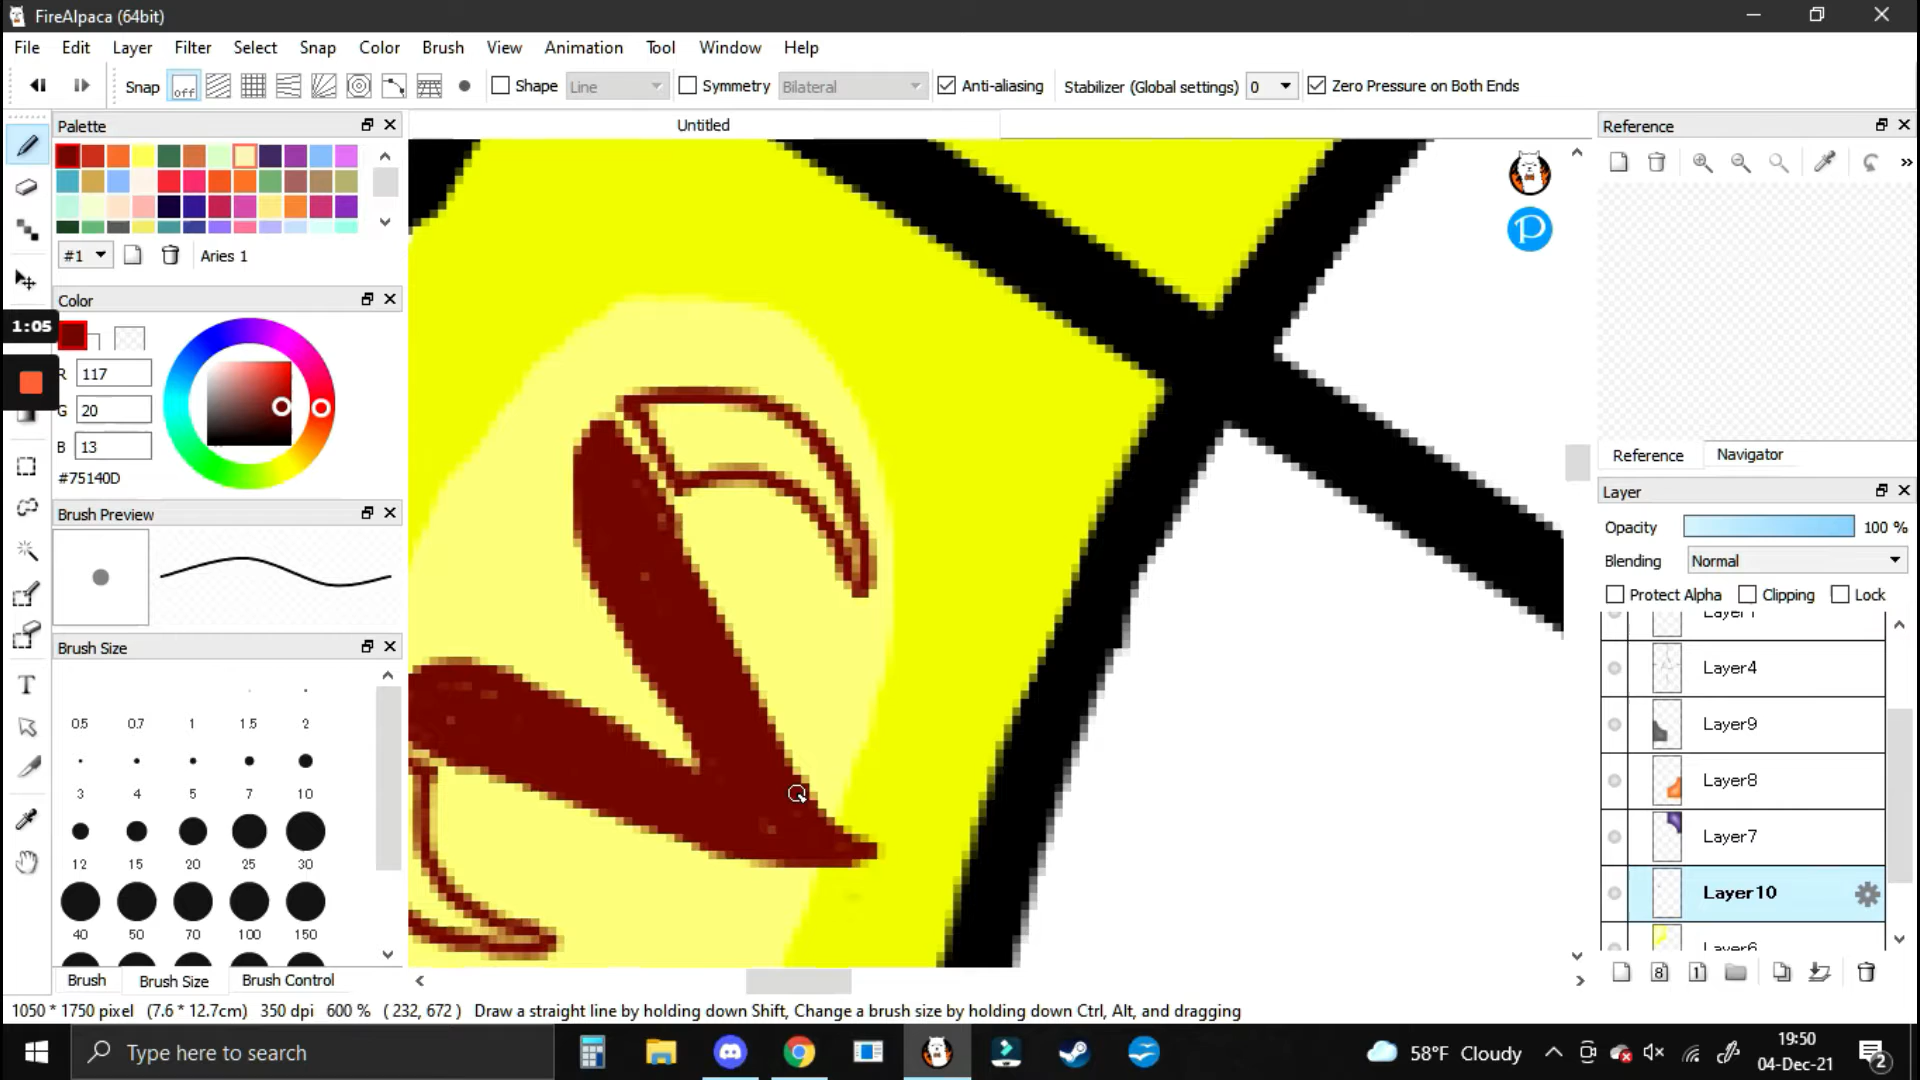 FireAlpaca (64bit)
File Edit Layer Filter Select Snap Color Brush View Animation Tool Window Help
Snap off Shape Line Symmetry Bilateral Anti-aliasing Stabilizer (Global settings) 0 Zero Pressure on Both Ends
Palette
Untitled
Reference
#1 Aries 1
Color
1:05
R 117
G 20
B 13
#75140D
Reference Navigator
Layer
Opacity 100 %
Brush Preview
Blending Normal
Protect Alpha Clipping Lock
Brush Size
Layer4
0.5 0.7 1 1.5 2
Layer9
3 4 5 7 10
Layer8
Layer7
12 15 20 25 30
Layer10
40 50 70 100 150
Layer6
Brush Brush Size Brush Control
1050 * 1750 pixel (7.6 * 12.7cm) 350 dpi 600 % ( 232, 672 ) Draw a straight line by holding down Shift, Change a brush size by holding down Ctrl, Alt, and dragging
Type here to search
58°F Cloudy
19:50
04-Dec-21
2